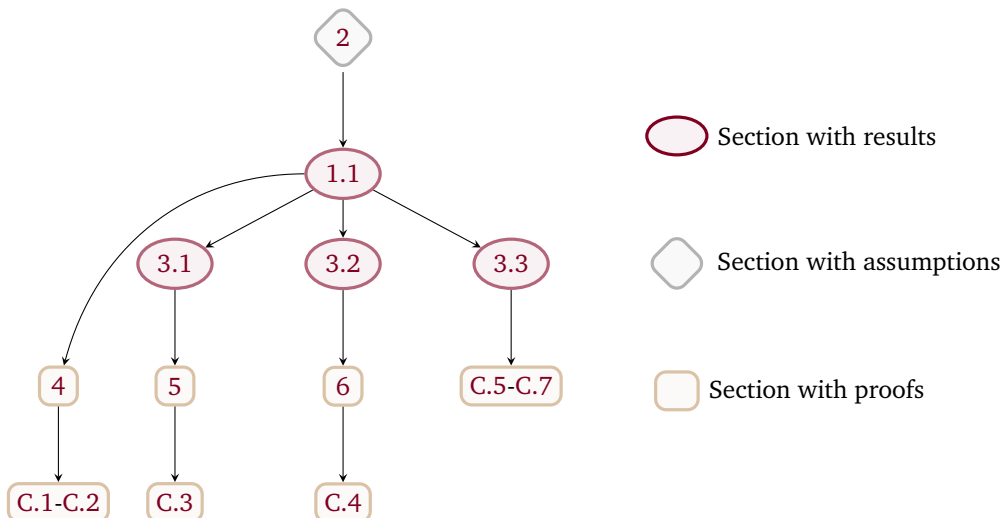 2
Section with results
1.1
3.1
3.2
3.3
Section with assumptions
4
5
6
C.5-C.7
Section with proofs
C.1-C.2
C.3
C.4